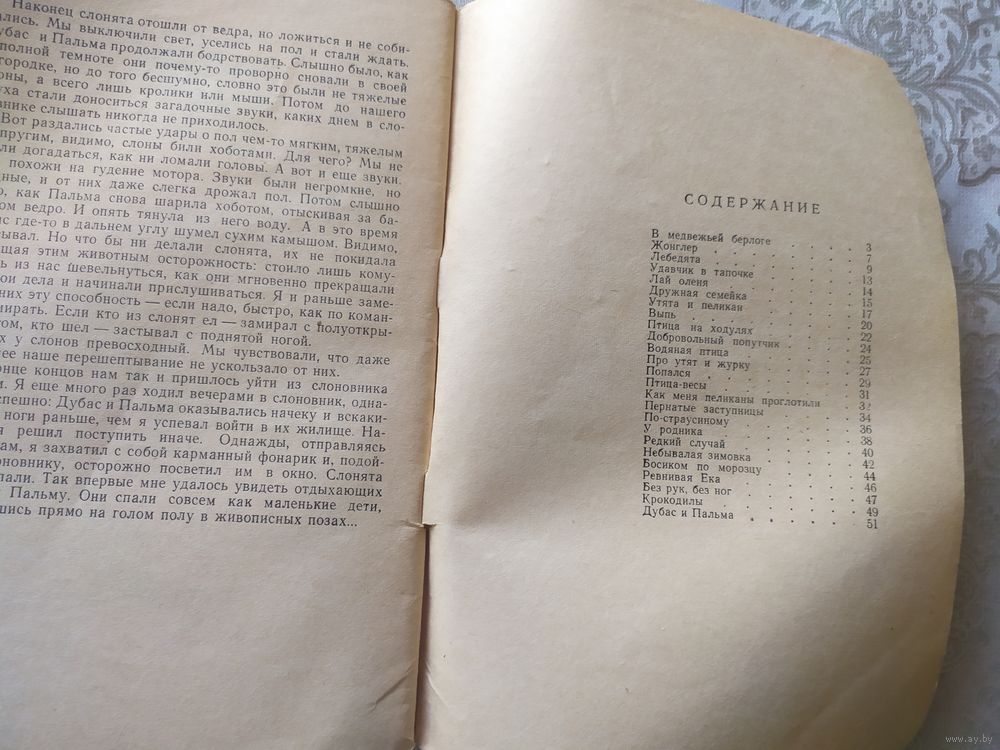 Наконец слонята отошли от ведра, но ложиться и не соби-
ались. Мы выключили свет, уселись на пол и стали ждать.
убас и Пальма продолжали бодрствовать. Слышно было, как
полной темноте они почему-то проворно сновали в своей
городке, но до того бесшумно, словно это были не тяжелые
оны, а всего лишь кролики или мыши. Потом до нашего
уха стали доноситься загадочные звуки, каких днем в сло-
анике слышать никогда не приходилось.
Вот раздались частые удары о пол чем-то мягким, тяжелым
пругим, видимо, слоны били хоботами. Для чего? Мы не
ли догадаться, как ни ломали головы. А вот и еще звуки.
похожи на гудение мотора. Звуки были негромкие, но
дные, и от них даже слегка дрожал пол. Потом слышно
о, как Пальма снова шарила хоботом, отыскивая за ба-
ом ведро. И опять тянула из него воду. А в это время
ас где-то в дальнем углу шумел сухим камышом. Видимо,
ывал. Но что бы ни делали слонята, их не покидала
щая этим животным осторожность: стоило лишь кому-
ь из нас шевельнуться, как они мгновенно прекращали
ои дела и начинали прислушиваться. Я и раньше заме-
них эту способность — если надо, быстро, как по коман-
мирать. Если кто из слонят ел — замирал с полуоткры-
том, кто шел — застывал с поднятой ногой.
х у слонов превосходный. Мы чувствовали, что даже
ее наше перешептывание не ускользало от них.
онце концов нам так и пришлось уйти из слоновника
и. Я еще много раз ходил вечерами в слоновник, одна-
спешно: Дубас и Пальма оказывались начеку и вскаки-
ноги раньше, чем я успевал войти в их жилище. На-
я решил поступить иначе. Однажды, отправляясь
ам, я захватил с собой карманный фонарик и, подой-
оновнику, осторожно посветил им в окно. Слонята
пали. Так впервые мне удалось увидеть отдыхающих
Пальму. Они спали совсем как маленькие дети,
шись прямо на голом полу в живописных позах...
СОДЕРЖАНИЕ
В медвежьей берлоге . . . . . 3
Жонглер . . . . . 7
Лебедята . . . . . 9
Удавчик в тапочке . . . . . 13
Лай оленя . . . . . 14
Дружная семейка . . . . . 15
Утята и пеликан . . . . . 17
Выпь . . . . . 20
Птица на ходулях . . . . . 22
Добровольный попутчик . . . . . 24
Водяная птица . . . . . 25
Про утят и журку . . . . . 27
Попался . . . . . 29
Птица-весы . . . . . 31
Как меня пеликаны проглотили . . . 32
Пернатые заступницы . . . . . 34
По-страусиному . . . . . 36
У родника . . . . . 38
Редкий случай . . . . . 40
Небывалая зимовка . . . . . 42
Босиком по морозцу . . . . . 44
Ревнивая Ека . . . . . 46
Без рук, без ног . . . . . 47
Крокодилы . . . . . 49
Дубас и Пальма . . . . . 51
www.ay.by